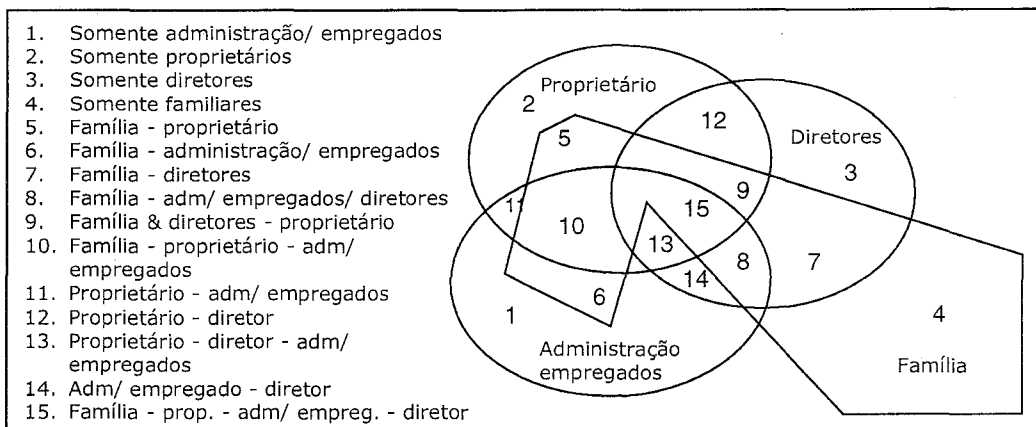 1. Somente administração/ empregados
2. Somente proprietários
3. Somente diretores
4. Somente familiares
5. Família - proprietário
6. Família - administração/ empregados
7. Família - diretores
8. Família - adm/ empregados/ diretores
9. Família & diretores - proprietário
10. Família - proprietário - adm/
empregados
11. Proprietário - adm/ empregados
12. Proprietário - diretor
13. Proprietário - diretor - adm/
empregados
14. Adm/ empregado - diretor
15. Família - prop. - adm/ empreg. - diretor
Proprietário
2
12
5
Diretores
3
9
11
15
10
13
8
7
14
6
1
4
Administração
empregados
Família